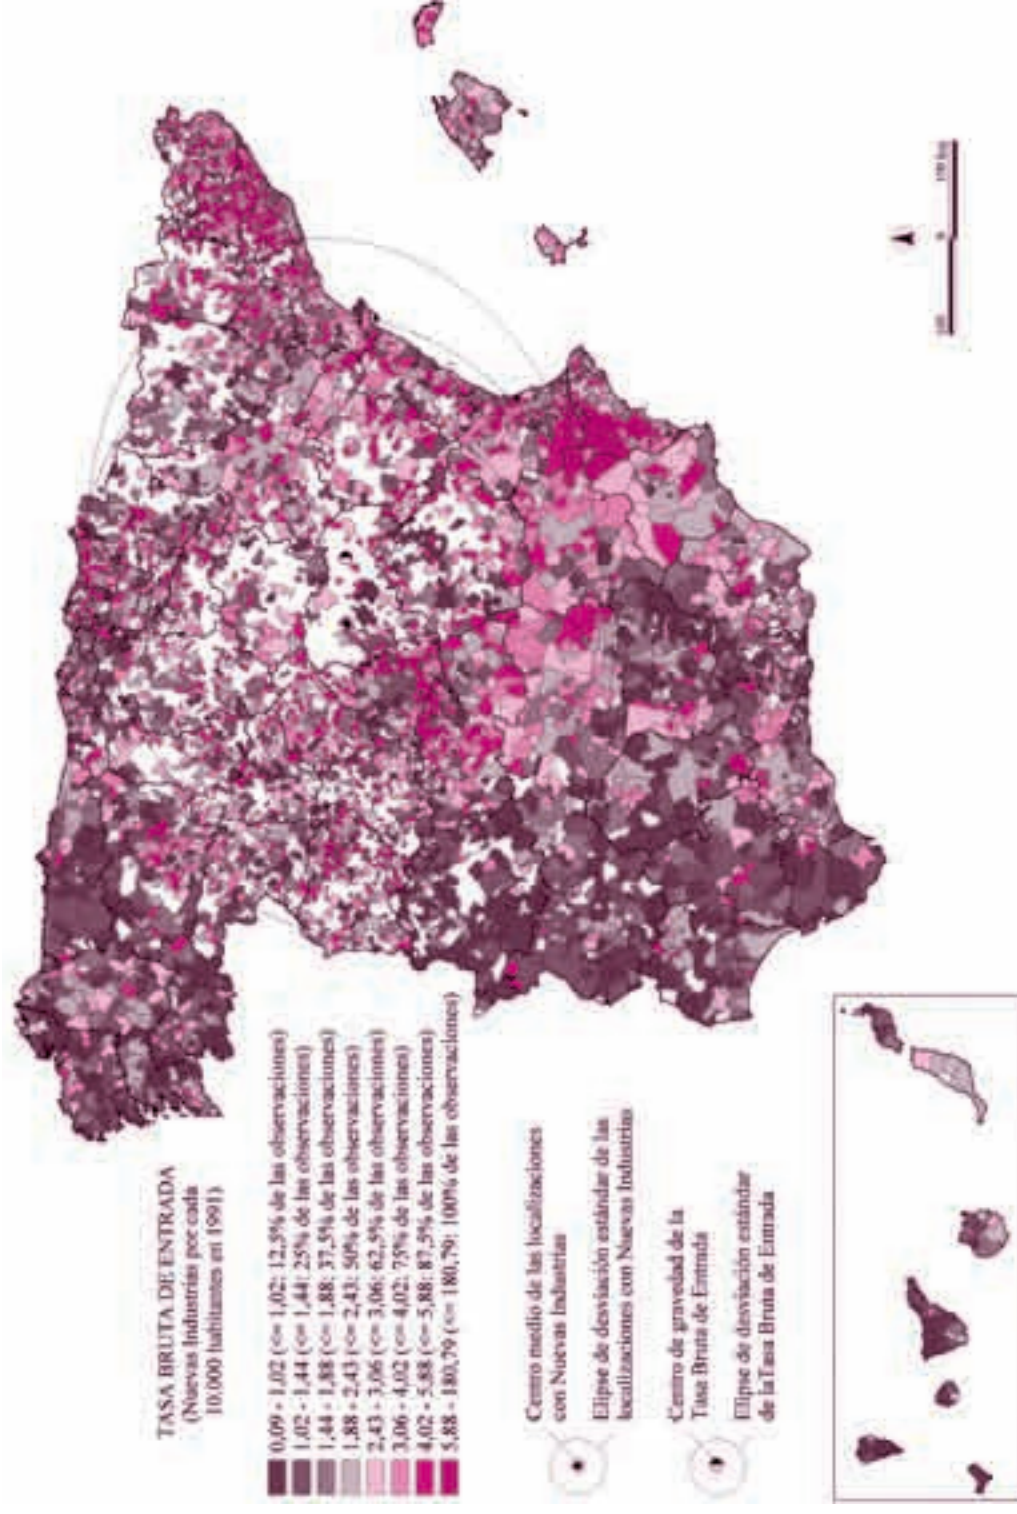 TASA BRUTA DE ENTRADA
(Nuevas Industrias por cada
10.000 habitantes en 1991)
0,09 - 1,02 (<= 1,02: 12,5% de las observaciones)
1,02 - 1,44 (<= 1,44: 25% de las observaciones)
1,44 - 1,88 (<= 1,88: 37,5% de las observaciones)
1,88 - 2,43 (<= 2,43: 50% de las observaciones)
2,43 - 3,06 (<= 3,06: 62,5% de las observaciones)
3,06 - 4,02 (<= 4,02: 75% de las observaciones)
4,02 - 5,88 (<= 5,88: 87,5% de las observaciones)
5,88 - 180,79 (<= 180,79: 100% de las observaciones)
Centro medio de las localizaciones
con Nuevas Industrias
Elipse de desviación estándar de las
localizaciones con Nuevas Industrias
Centro de gravedad de la
Tasa Bruta de Entrada
Elipse de desviación estándar
de la Tasa Bruta de Entrada
0